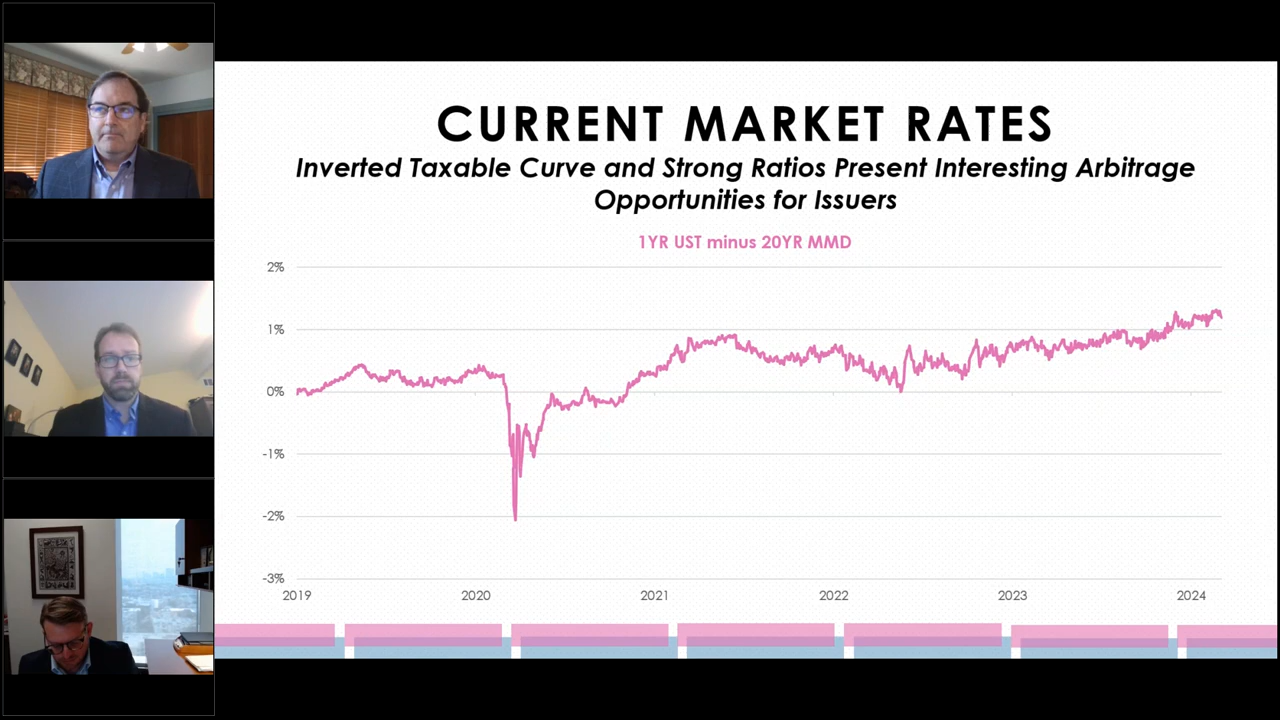 CURRENT MARKET RATES
Inverted Taxable Curve and Strong Ratios Present Interesting Arbitrage
Opportunities for Issuers
1YR UST minus 20YR MMD
2%
1%
0%
-1%
-2%
-3%
2019 2020 2021 2022 2023 2024